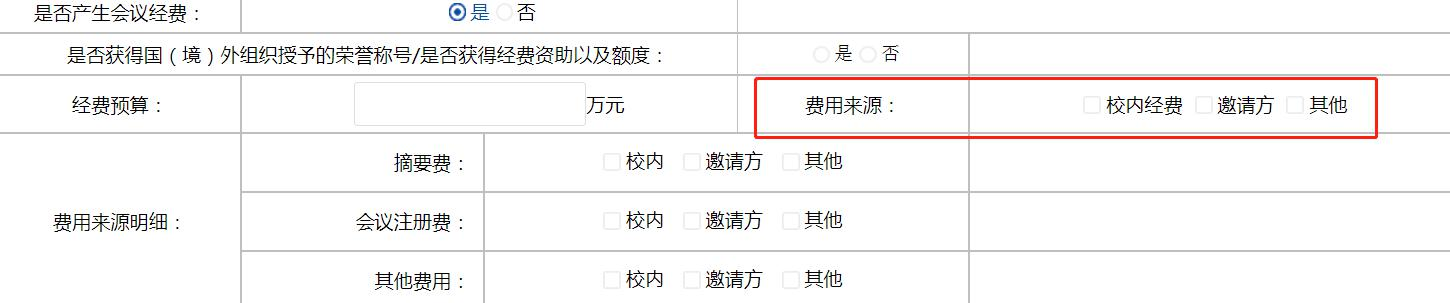 是否产生会议经费： 是 否
是否获得国（境）外组织授予的荣誉称号/是否获得经费资助以及额度： 是 否
经费预算： 万元 费用来源： 校内经费 邀请方 其他
摘要费： 校内 邀请方 其他
费用来源明细： 会议注册费： 校内 邀请方 其他
其他费用： 校内 邀请方 其他